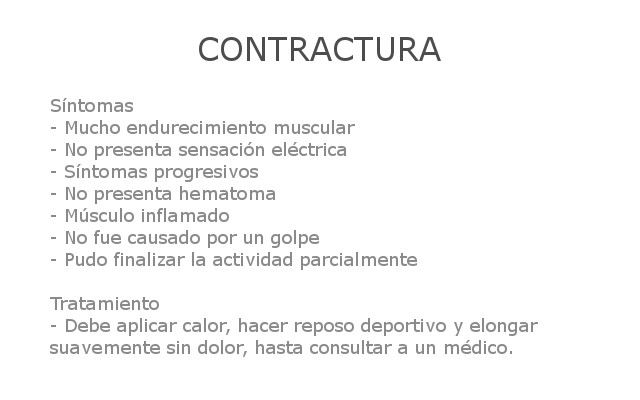 CONTRACTURA
Síntomas
- Mucho endurecimiento muscular
- No presenta sensación eléctrica
- Síntomas progresivos
- No presenta hematoma
- Músculo inflamado
- No fue causado por un golpe
- Pudo finalizar la actividad parcialmente
Tratamiento
- Debe aplicar calor, hacer reposo deportivo y elongar
suavemente sin dolor, hasta consultar a un médico.